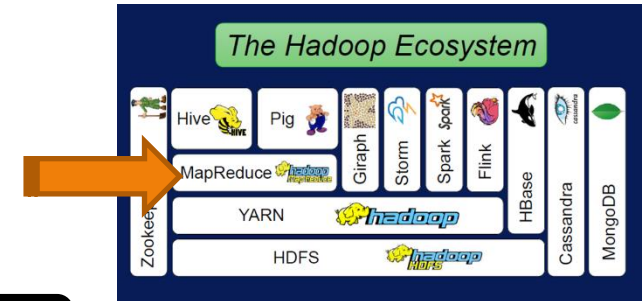 The Hadoop Ecosystem
Hive
HIVE
Pig
Giraph
Storm
Spark
Spark
Flink
HBase
cassandra
Cassandra
MongoDB
MapReduce
hadoop
MapReduce
YARN
hadoop
HDFS
hadoop
HDFS